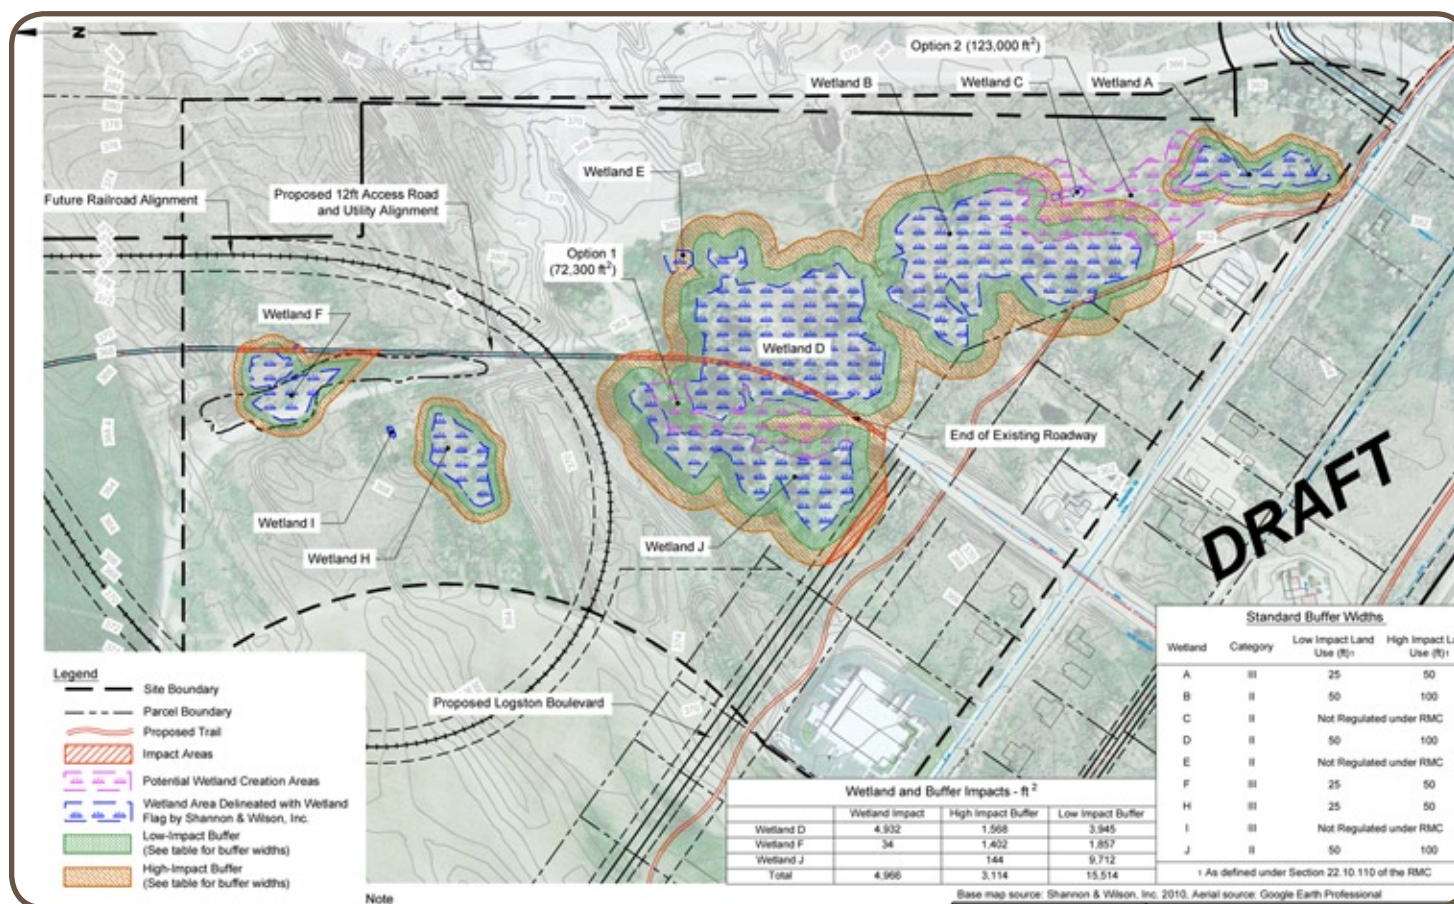 N
Option 2 (123,000 ft²)
Wetland B
Wetland C
Wetland A
Wetland E
Future Railroad Alignment
Proposed 12ft Access Road
and Utility Alignment
Option 1
(72,300 ft²)
Wetland F
Wetland D
End of Existing Roadway
Wetland I
Wetland H
Wetland J
Proposed Logston Boulevard
DRAFT
Legend
Site Boundary
Parcel Boundary
Proposed Trail
Impact Areas
Potential Wetland Creation Areas
Wetland Area Delineated with Wetland
Flag by Shannon & Wilson, Inc.
Low-Impact Buffer
(See table for buffer widths)
High-Impact Buffer
(See table for buffer widths)
Note
Wetland and Buffer Impacts - ft²
Wetland Impact High Impact Buffer Low Impact Buffer
Wetland D 4,932 1,568 3,945
Wetland F 34 1,402 1,857
Wetland J 144 9,712
Total 4,966 3,114 15,514
Standard Buffer Widths
Wetland Category Low Impact Land Use (ft)1 High Impact La Use (ft)1
A III 25 50
B II 50 100
C II Not Regulated under RMC
D II 50 100
E II Not Regulated under RMC
F III 25 50
H III 25 50
I III Not Regulated under RMC
J II 50 100
1 As defined under Section 22.10.110 of the RMC
Base map source: Shannon & Wilson, Inc. 2010, Aerial source: Google Earth Professional